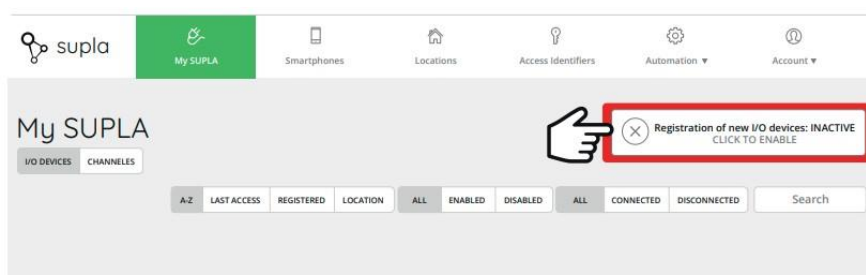 supla
My SUPLA
Smartphones
Locations
Access Identifiers
Automation ▼
Account ▼
My SUPLA
Registration of new I/O devices: INACTIVE
CLICK TO ENABLE
I/O DEVICES CHANNELES
A-Z LAST ACCESS REGISTERED LOCATION ALL ENABLED DISABLED ALL CONNECTED DISCONNECTED Search